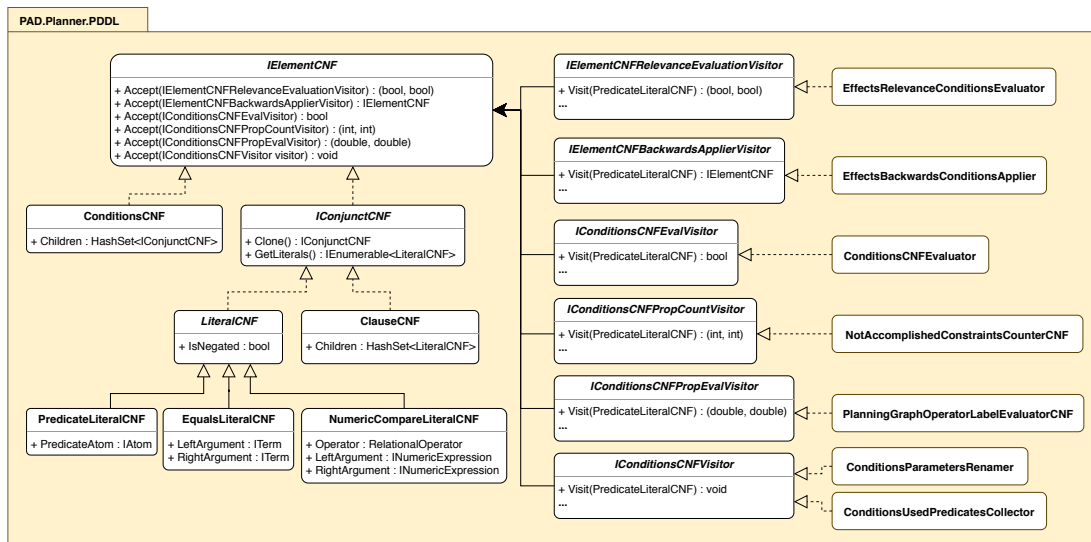 PAD.Planner.PDDL
IElementCNF
+ Accept(IElementCNFRelevanceEvaluationVisitor) : (bool, bool)
+ Accept(IElementCNFBackwardsApplierVisitor) : IElementCNF
+ Accept(IConditionsCNFEvalVisitor) : bool
+ Accept(IConditionsCNFPropCountVisitor) : (int, int)
+ Accept(IConditionsCNFPropEvalVisitor) : (double, double)
+ Accept(IConditionsCNFVisitor visitor) : void
ConditionsCNF
+ Children : HashSet<IConjunctCNF>
IConjunctCNF
+ Clone() : IConjunctCNF
+ GetLiterals() : IEnumerable<LiteralCNF>
LiteralCNF
+ IsNegated : bool
ClauseCNF
+ Children : HashSet<LiteralCNF>
PredicateLiteralCNF
+ PredicateAtom : IAtom
EqualsLiteralCNF
+ LeftArgument : ITerm
+ RightArgument : ITerm
NumericCompareLiteralCNF
+ Operator : RelationalOperator
+ LeftArgument : INumericExpression
+ RightArgument : INumericExpression
IElementCNFRelevanceEvaluationVisitor
+ Visit(PredicateLiteralCNF) : (bool, bool)
...
EffectsRelevanceConditionsEvaluator
IElementCNFBackwardsApplierVisitor
+ Visit(PredicateLiteralCNF) : IElementCNF
...
EffectsBackwardsConditionsApplier
IConditionsCNFEvalVisitor
+ Visit(PredicateLiteralCNF) : bool
...
ConditionsCNFEvaluator
IConditionsCNFPropCountVisitor
+ Visit(PredicateLiteralCNF) : (int, int)
...
NotAccomplishedConstraintsCounterCNF
IConditionsCNFPropEvalVisitor
+ Visit(PredicateLiteralCNF) : (double, double)
...
PlanningGraphOperatorLabelEvaluatorCNF
IConditionsCNFVisitor
+ Visit(PredicateLiteralCNF) : void
...
ConditionsParametersRenamer
ConditionsUsedPredicatesCollector